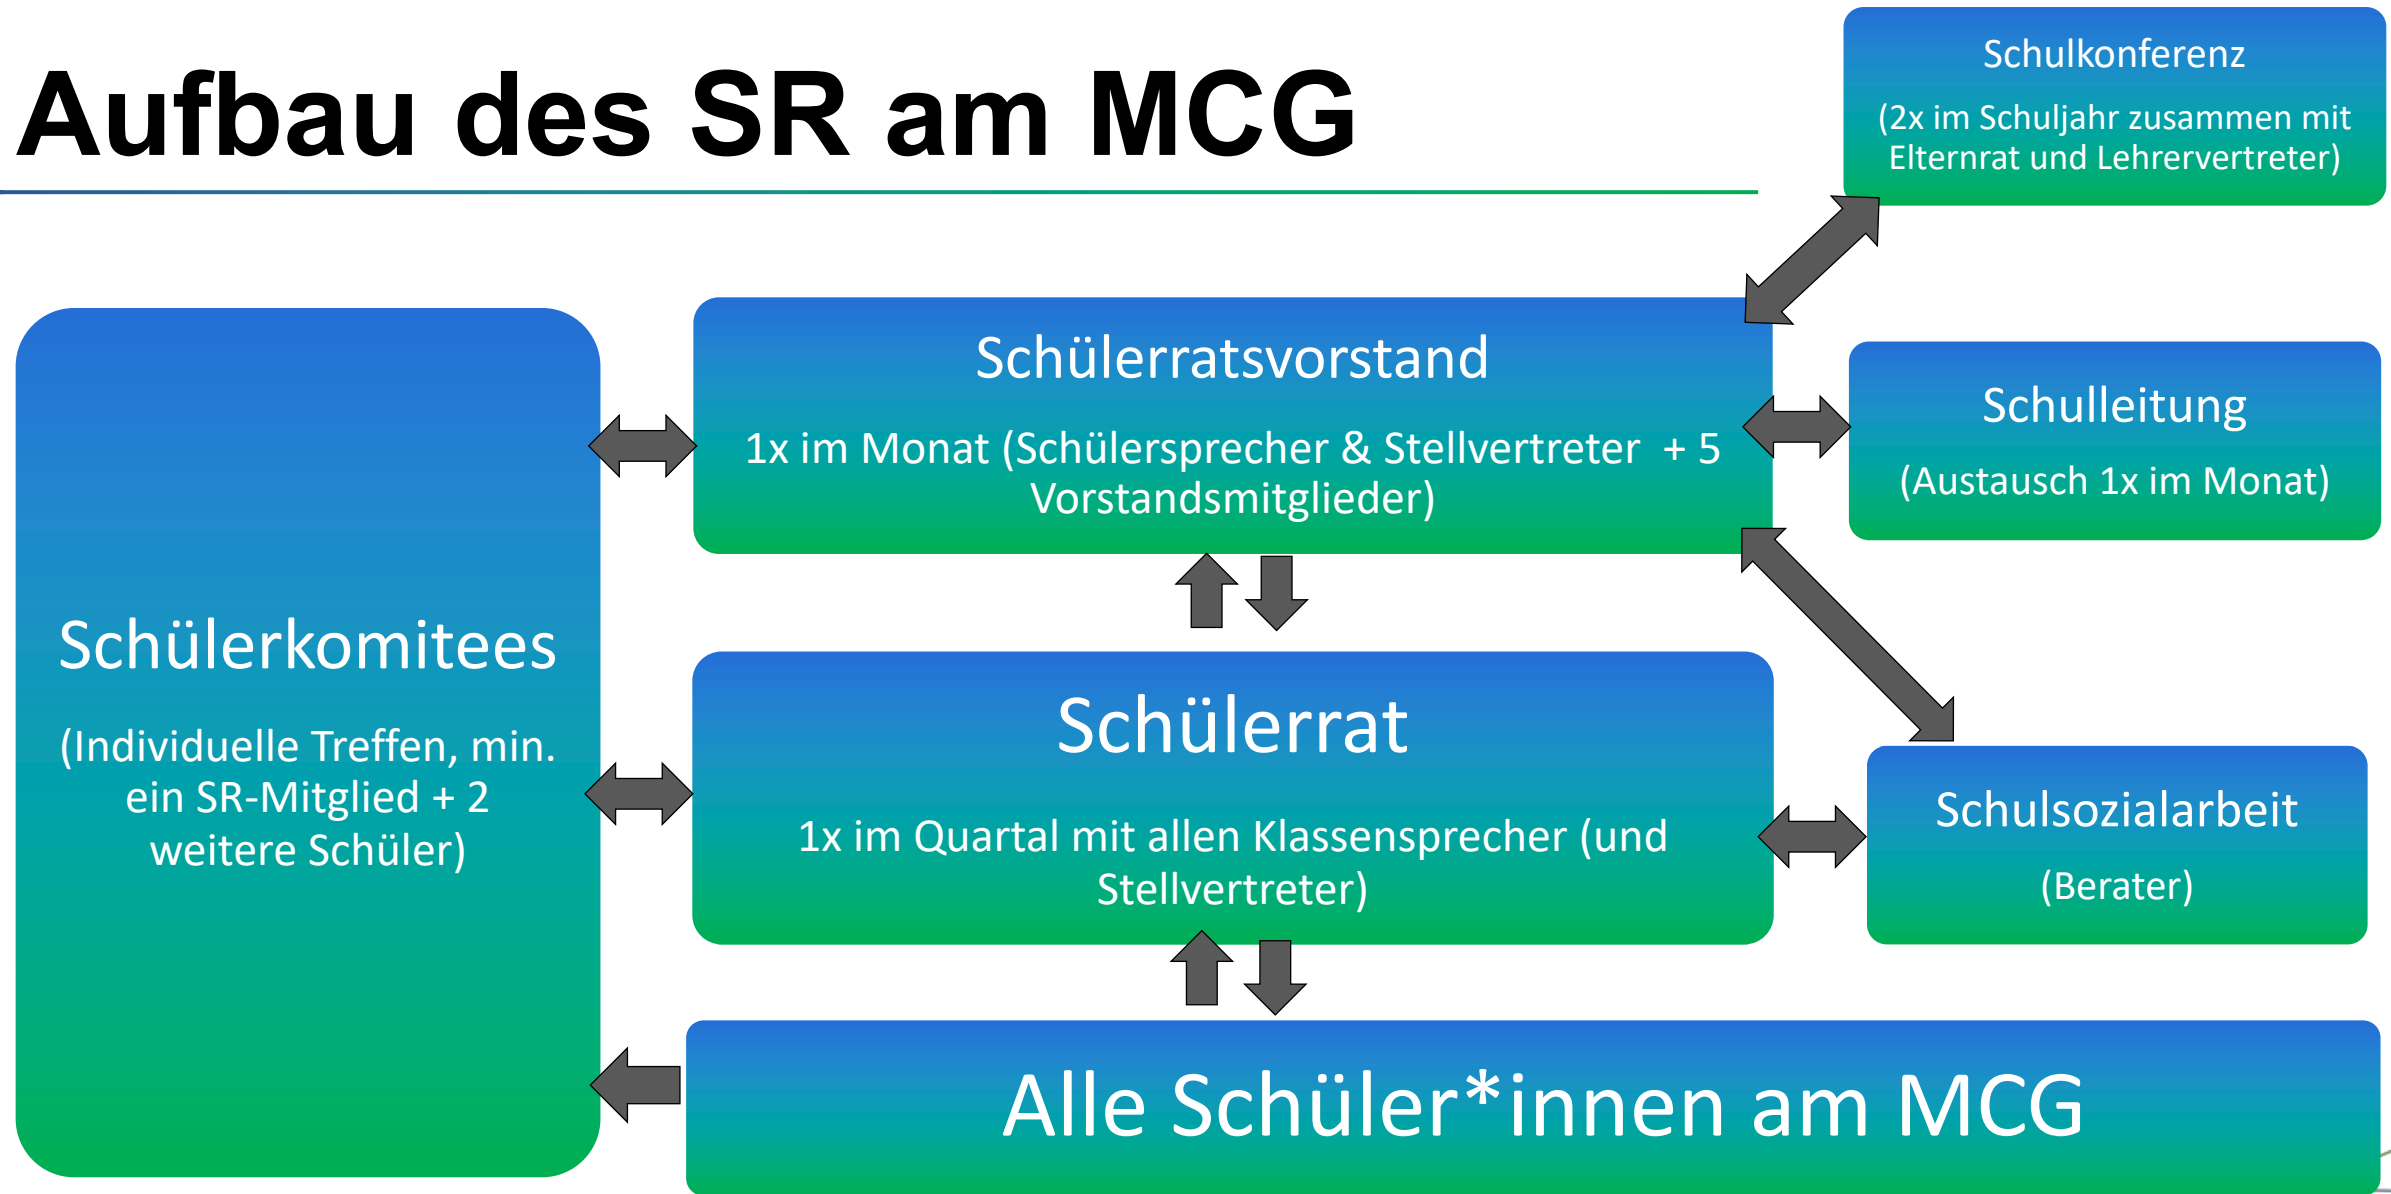 Aufbau des SR am MCG
Schulkonferenz
(2x im Schuljahr zusammen mit
Elternrat und Lehrervertreter)
Schülerratsvorstand
1x im Monat (Schülersprecher & Stellvertreter + 5
Vorstandsmitglieder)
Schulleitung
(Austausch 1x im Monat)
Schülerkomitees
(Individuelle Treffen, min.
ein SR-Mitglied + 2
weitere Schüler)
Schülerrat
1x im Quartal mit allen Klassensprecher (und
Stellvertreter)
Schulsozialarbeit
(Berater)
Alle Schüler*innen am MCG